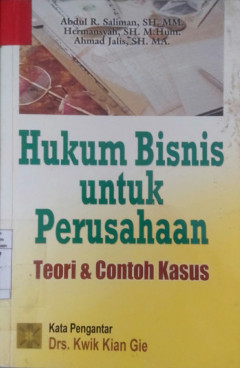 Abdul R. Saliman, SH, MM.
Hermansyah, SH. M.Hum.
Ahmad Jalis, SH. MA.
Hukum Bisnis
untuk
Perusahaan
Teori & Contoh Kasus
Kata Pengantar
Drs. Kwik Kian Gie